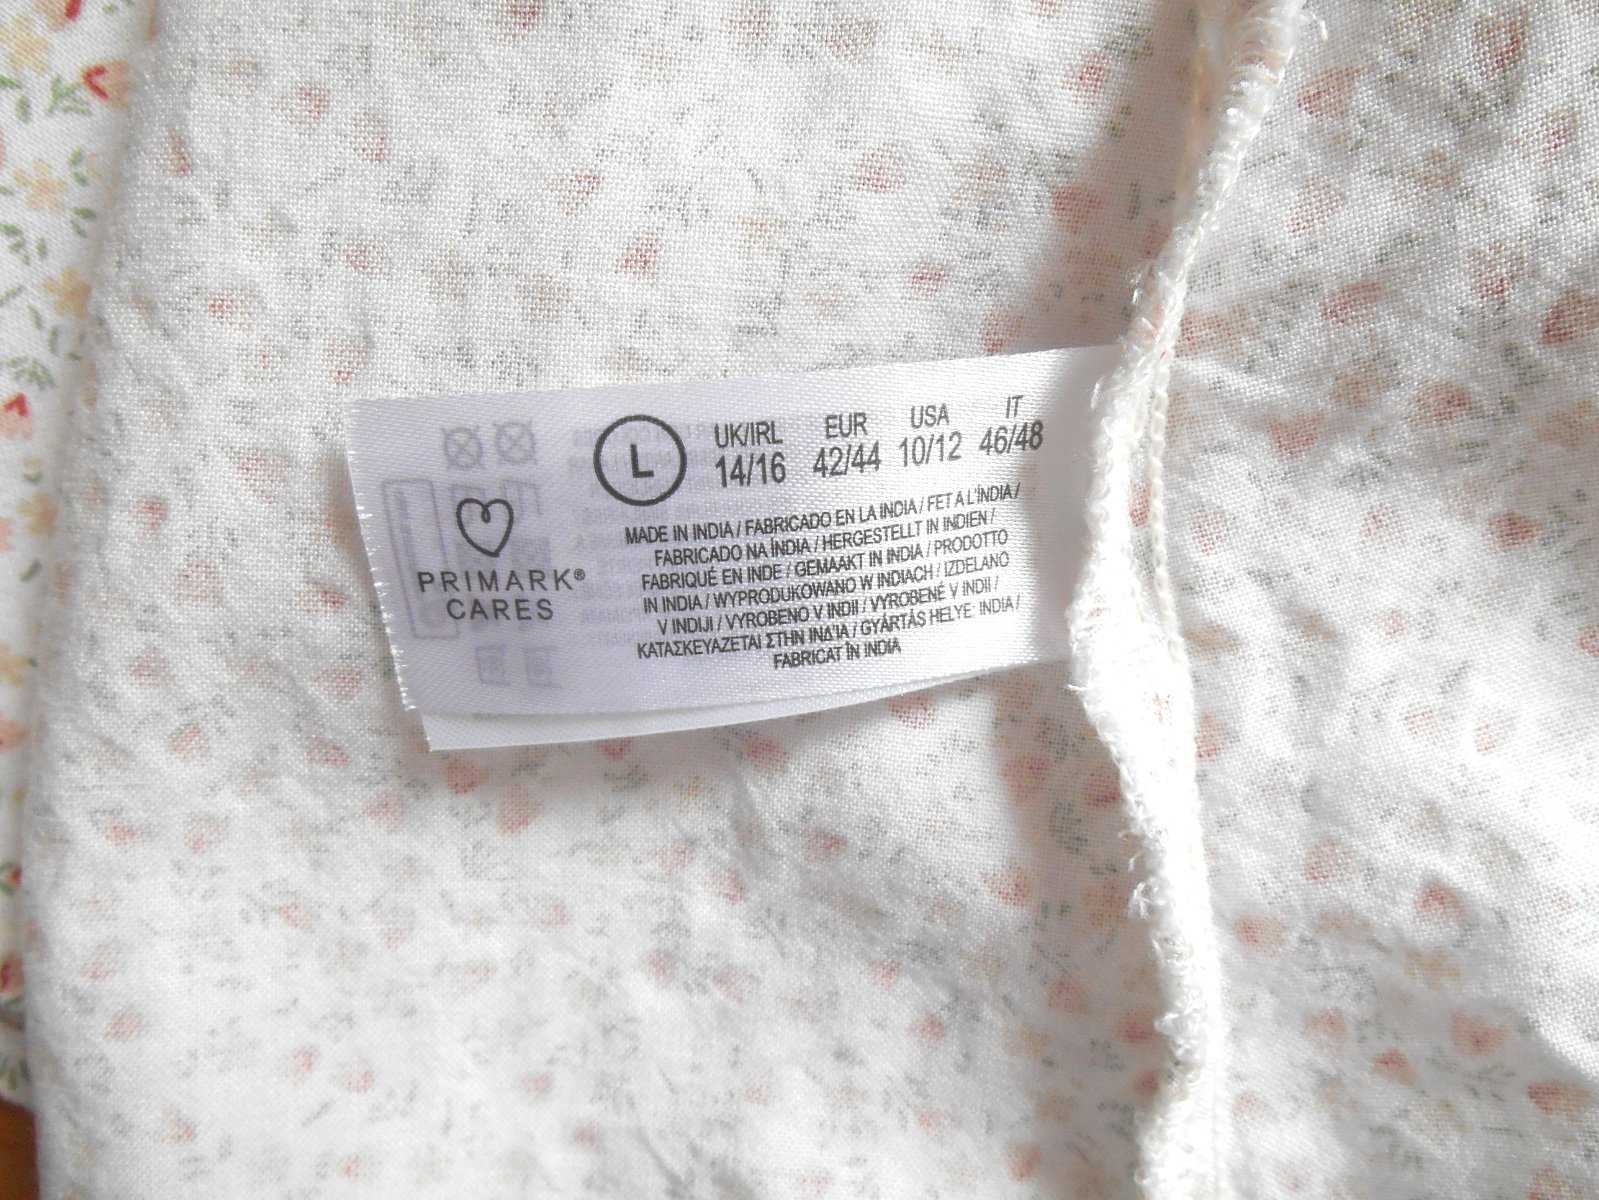 L
UK/IRL EUR USA IT
14/16 42/44 10/12 46/48
PRIMARK®
CARES
MADE IN INDIA / FABRICADO EN LA INDIA / FET A L'ÍNDIA /
FABRICADO NA ÍNDIA / HERGESTELLT IN INDIEN /
FABRIQUÉ EN INDE / GEMAAKT IN INDIA / PRODOTTO
IN INDIA / WYPRODUKOWANO W INDIACH / IZDELANO
V INDIJI / VYROBENO V INDII / VYROBENÉ V INDII /
ΚΑΤΑΣΚΕΥΑΖΕΤΑΙ ΣΤΗΝ ΙΝΔΊΑ / GYÁRTÁS HELYE: INDIA /
FABRICAT ÎN INDIA